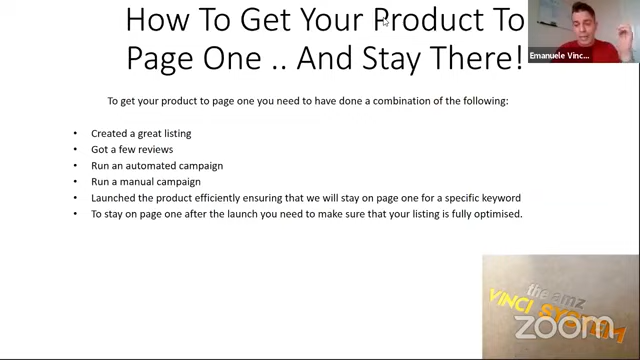 How To Get Your Product To
Page One .. And Stay There!
Emanuele Vinc...
To get your product to page one you need to have done a combination of the following:
• Created a great listing
• Got a few reviews
• Run an automated campaign
• Run a manual campaign
• Launched the product efficiently ensuring that we will stay on page one for a specific keyword
• To stay on page one after the launch you need to make sure that your listing is fully optimised.
the amz
VINCI SYSTEM
zoom